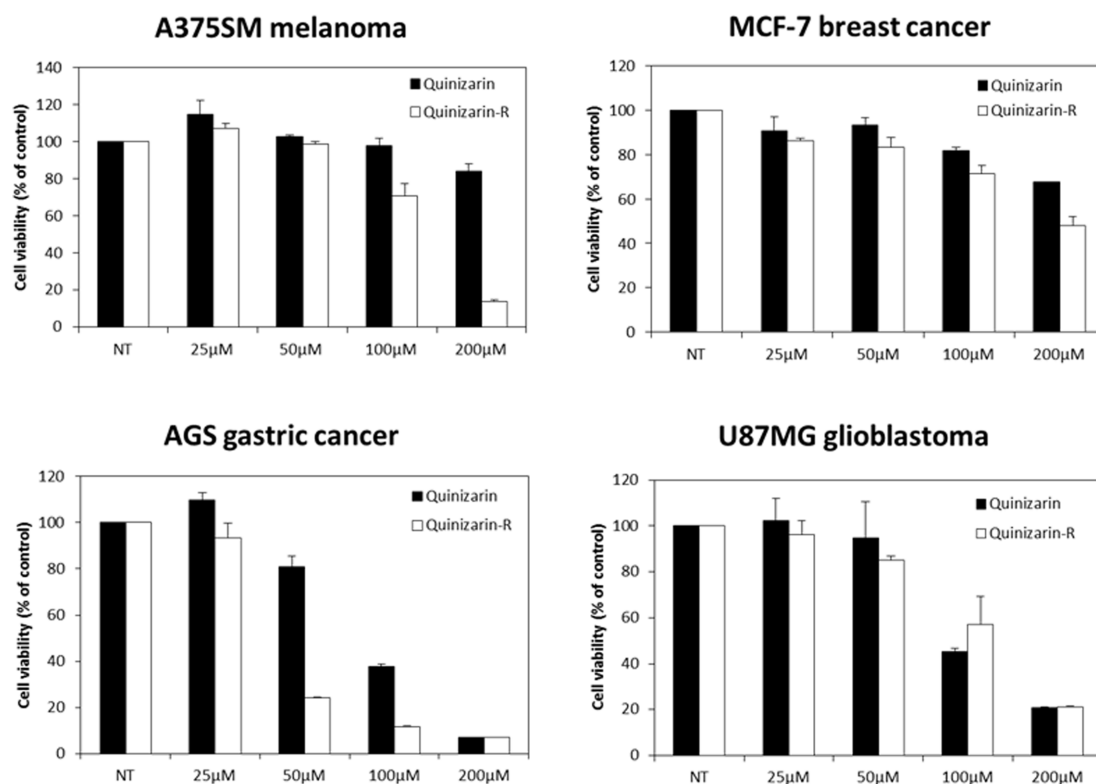 A375SM melanoma
Cell viability (% of control)
140
120
100
80
60
40
20
0
Quinizarin
Quinizarin-R
NT 25µM 50µM 100µM 200µM
MCF-7 breast cancer
Cell viability (% of control)
120
100
80
60
40
20
0
Quinizarin
Quinizarin-R
NT 25µM 50µM 100µM 200µM
AGS gastric cancer
Cell viability (% of control)
120
100
80
60
40
20
0
Quinizarin
Quinizarin-R
NT 25µM 50µM 100µM 200µM
U87MG glioblastoma
Cell viability (% of control)
120
100
80
60
40
20
0
Quinizarin
Quinizarin-R
NT 25µM 50µM 100µM 200µM